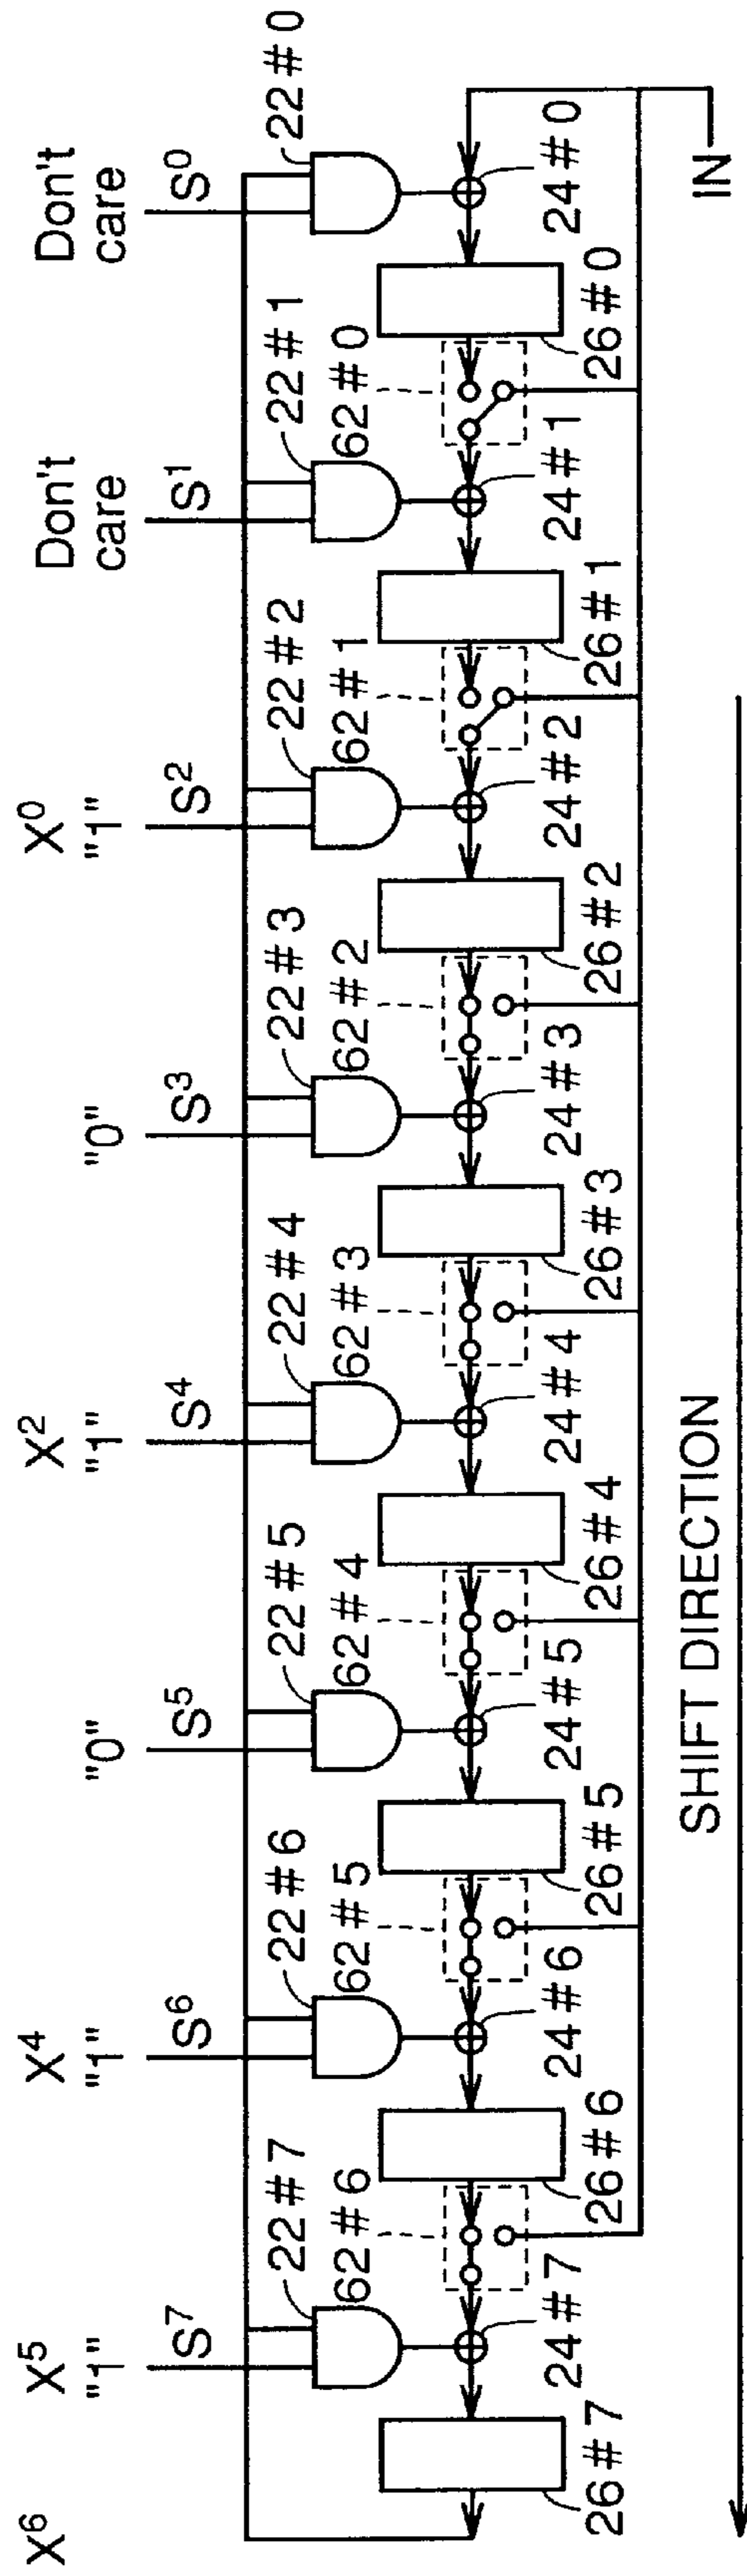 X⁶ X⁵ X⁴ X² X⁰ Don't care Don't care
"1" "1" "0" "1" "0" "1"
S⁷ S⁶ S⁵ S⁴ S³ S² S¹ S⁰
22#7 22#6 22#5 22#4 22#3 22#2 22#1 22#0
62#6 62#5 62#4 62#3 62#2 62#1 62#0
24#7 24#6 24#5 24#4 24#3 24#2 24#1 24#0
26#7 26#6 26#5 26#4 26#3 26#2 26#1 26#0
SHIFT DIRECTION
IN